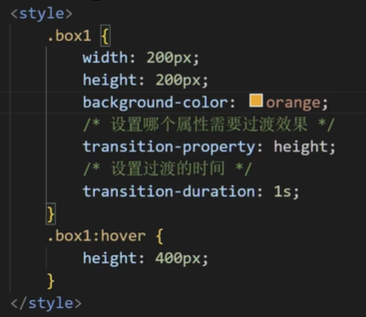 <style>
.box1 {
width: 200px;
height: 200px;
background-color: orange;
/* 设置哪个属性需要过渡效果 */
transition-property: height;
/* 设置过渡的时间 */
transition-duration: 1s;
}
.box1:hover {
height: 400px;
}
</style>